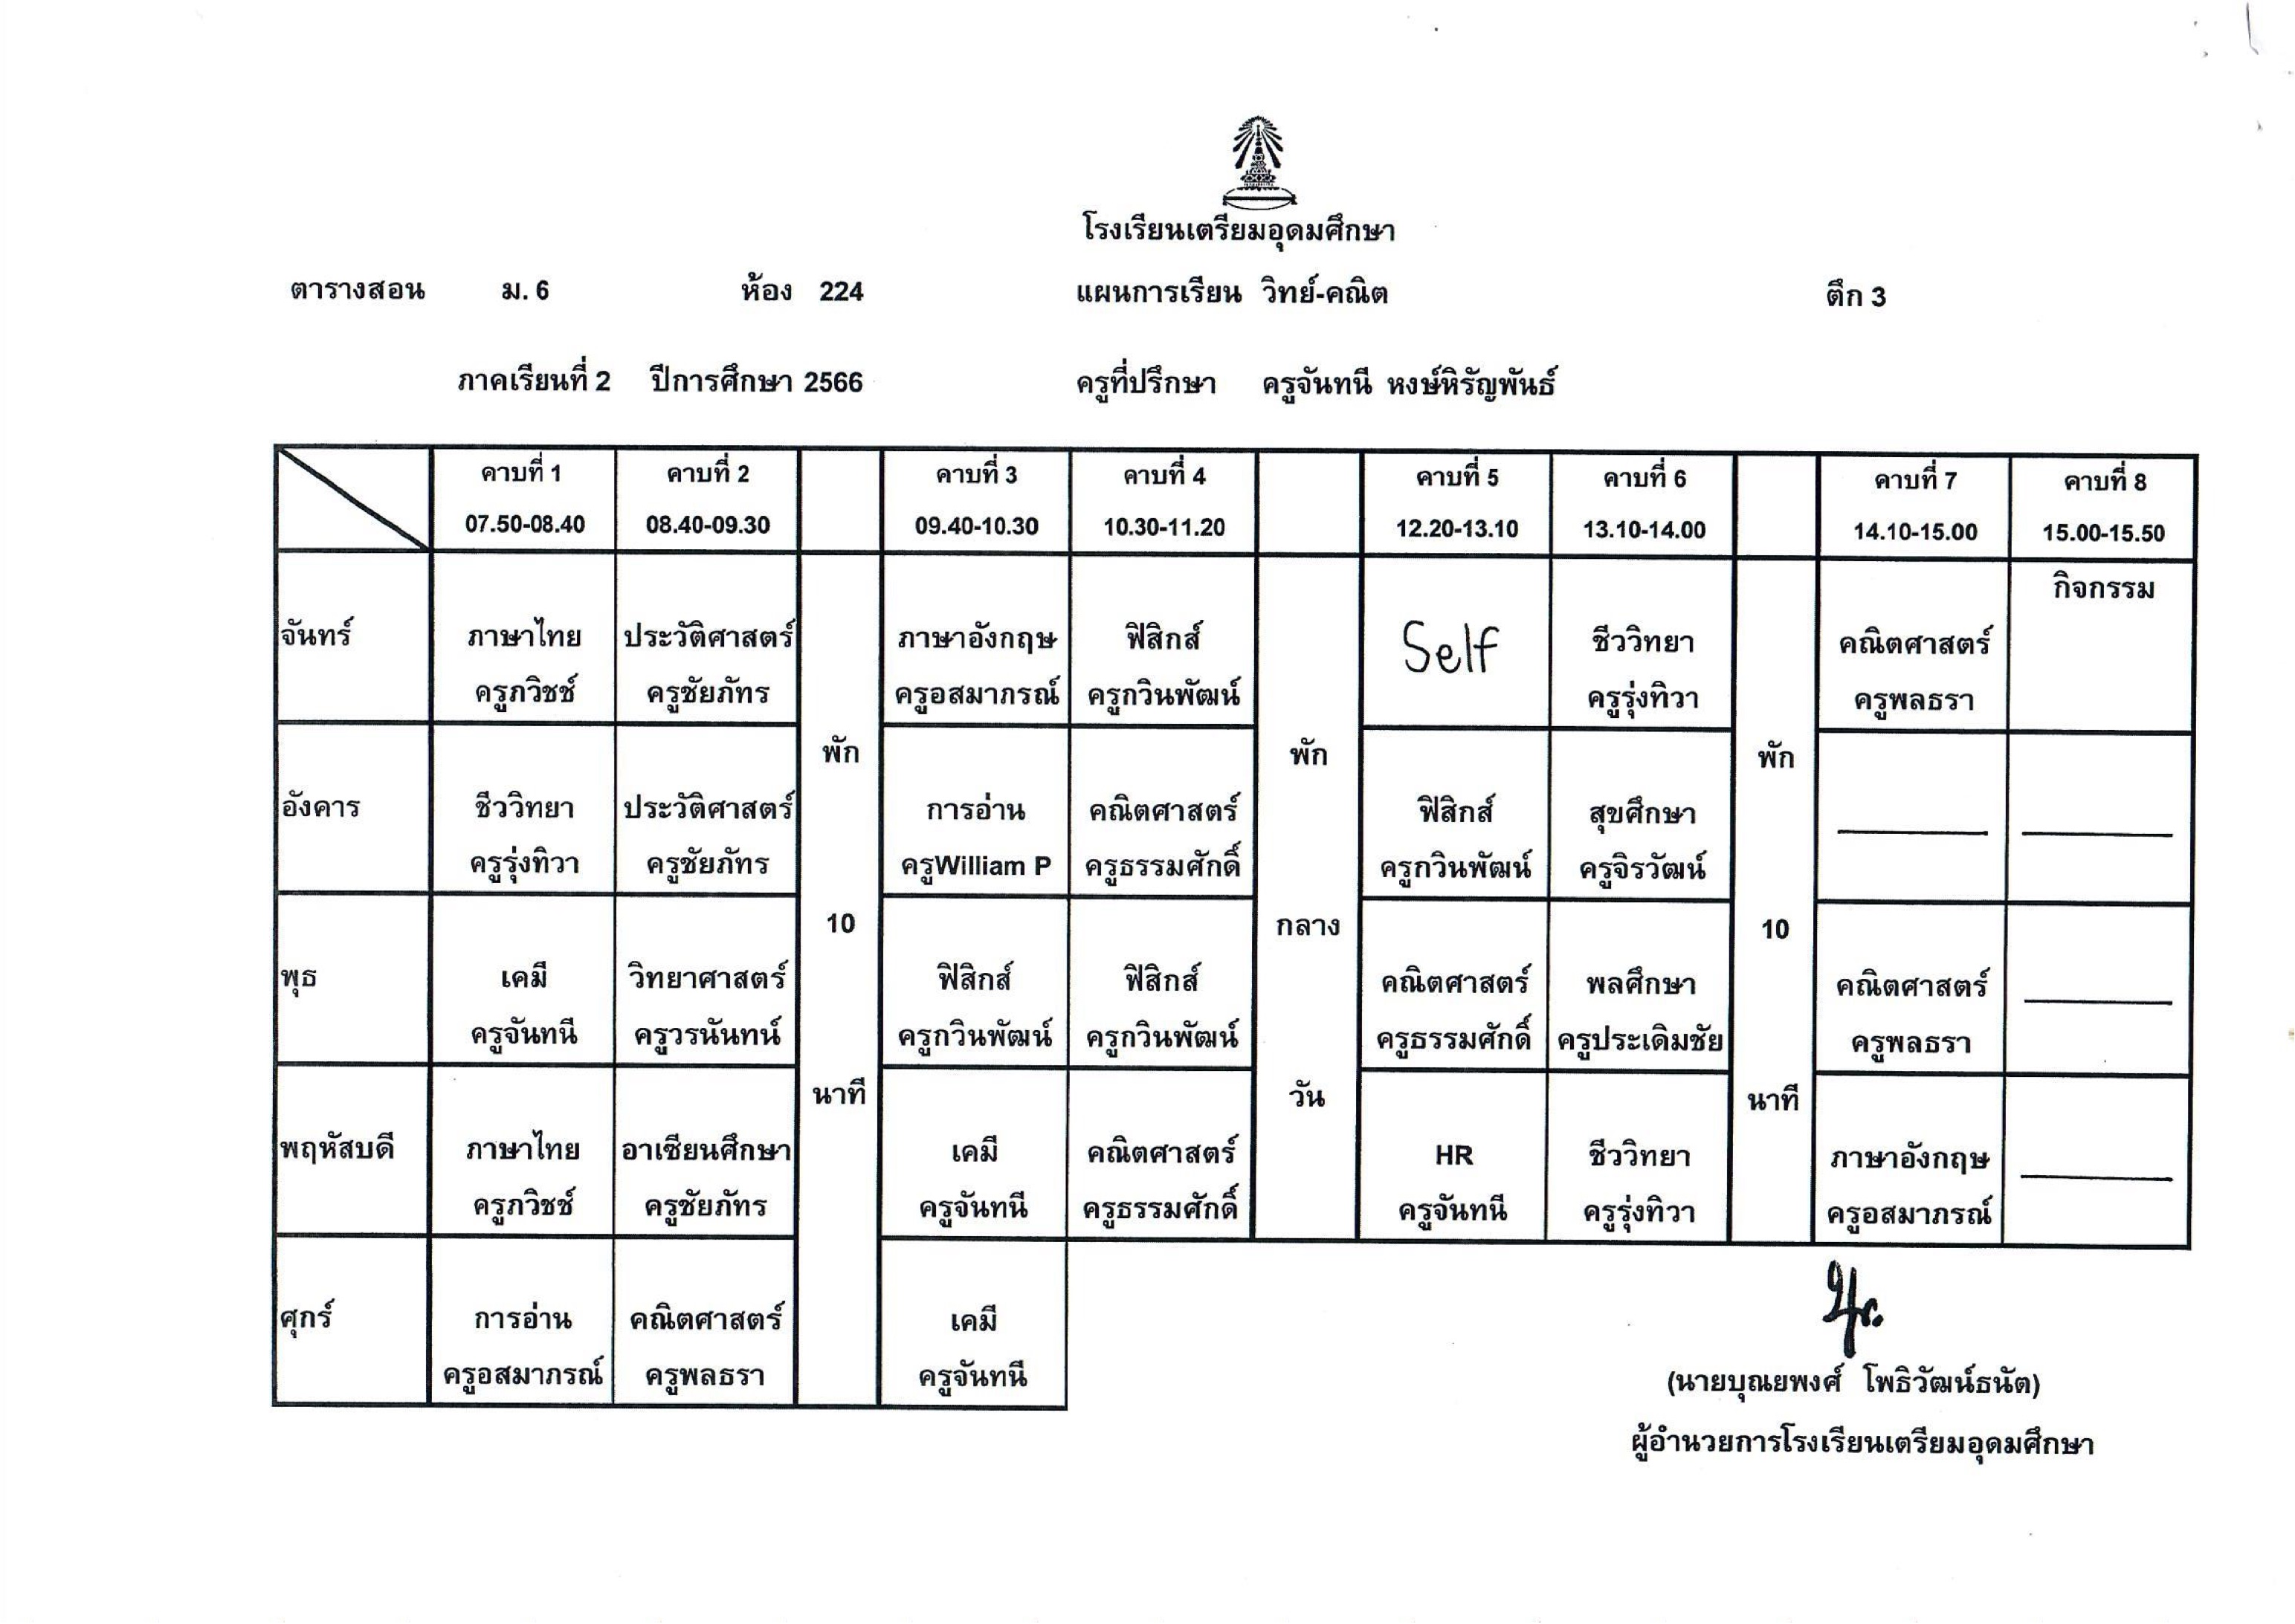 โรงเรียนเตรียมอุดมศึกษา
ตารางสอน ม. 6 ห้อง 224 แผนการเรียน วิทย์-คณิต ตึก 3
ภาคเรียนที่ 2 ปีการศึกษา 2566 ครูที่ปรึกษา ครูจันทนี หงษ์หิรัญพันธ์
คาบที่ 1 คาบที่ 2 คาบที่ 3 คาบที่ 4 คาบที่ 5 คาบที่ 6 คาบที่ 7 คาบที่ 8
07.50-08.40 08.40-09.30 09.40-10.30 10.30-11.20 12.20-13.10 13.10-14.00 14.10-15.00 15.00-15.50
กิจกรรม
จันทร์ ภาษาไทย ประวัติศาสตร์ ภาษาอังกฤษ ฟิสิกส์ Self ชีววิทยา คณิตศาสตร์
ครูภวิชช์ ครูชัยภัทร ครูอสมาภรณ์ ครูกวินพัฒน์ ครูรุ่งทิวา ครูพลธรา
พัก พัก พัก
อังคาร ชีววิทยา ประวัติศาสตร์ การอ่าน คณิตศาสตร์ ฟิสิกส์ สุขศึกษา
ครูรุ่งทิวา ครูชัยภัทร ครูWilliam P ครูธรรมศักดิ์ ครูกวินพัฒน์ ครูจิรวัฒน์
10 กลาง 10
พุธ เคมี วิทยาศาสตร์ ฟิสิกส์ ฟิสิกส์ คณิตศาสตร์ พลศึกษา คณิตศาสตร์
ครูจันทนี ครูวรนันทน์ ครูกวินพัฒน์ ครูกวินพัฒน์ ครูธรรมศักดิ์ ครูประเดิมชัย ครูพลธรา
นาที วัน นาที
พฤหัสบดี ภาษาไทย อาเซียนศึกษา เคมี คณิตศาสตร์ HR ชีววิทยา ภาษาอังกฤษ
ครูภวิชช์ ครูชัยภัทร ครูจันทนี ครูธรรมศักดิ์ ครูจันทนี ครูรุ่งทิวา ครูอสมาภรณ์
ศุกร์ การอ่าน คณิตศาสตร์ เคมี
ครูอสมาภรณ์ ครูพลธรา ครูจันทนี
(นายบุณยพงศ์ โพธิวัฒน์ธนัต)
ผู้อำนวยการโรงเรียนเตรียมอุดมศึกษา